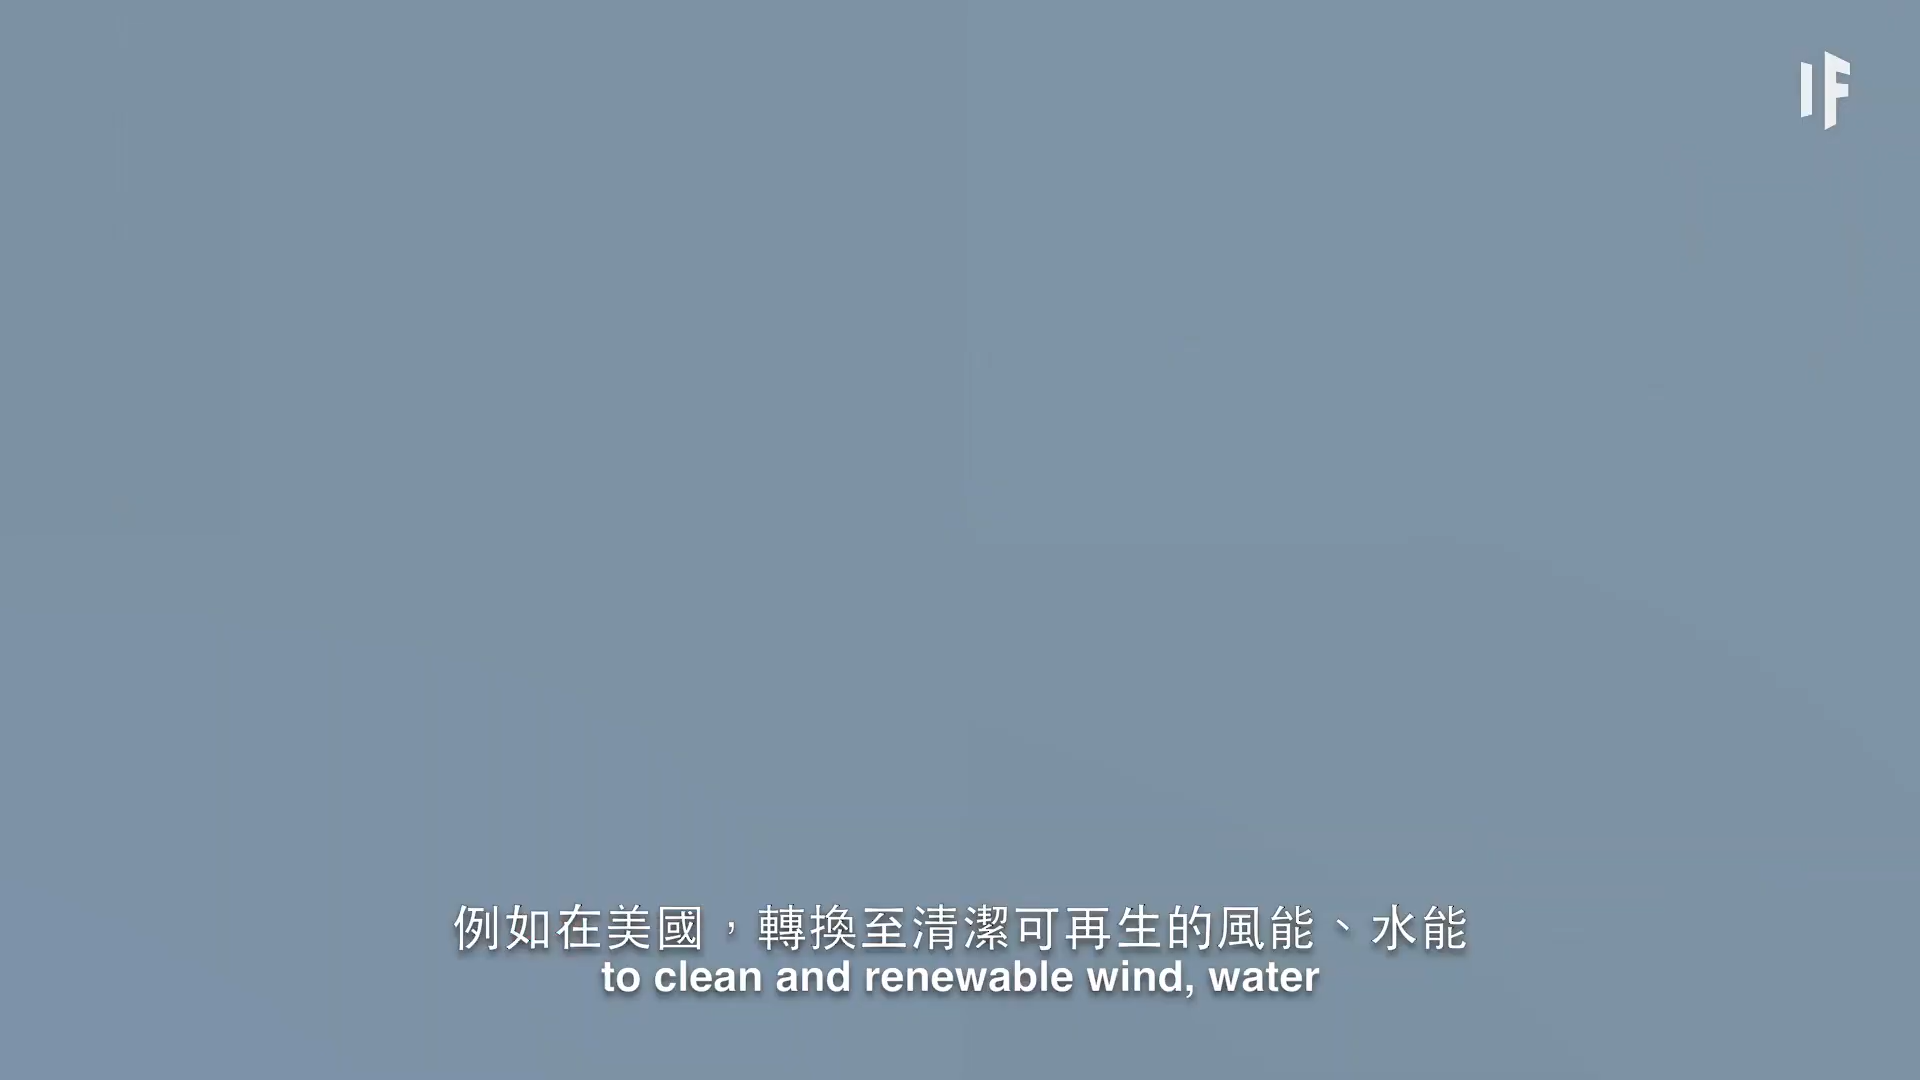 IF
例如在美國，轉換至清潔可再生的風能、水能
to clean and renewable wind, water